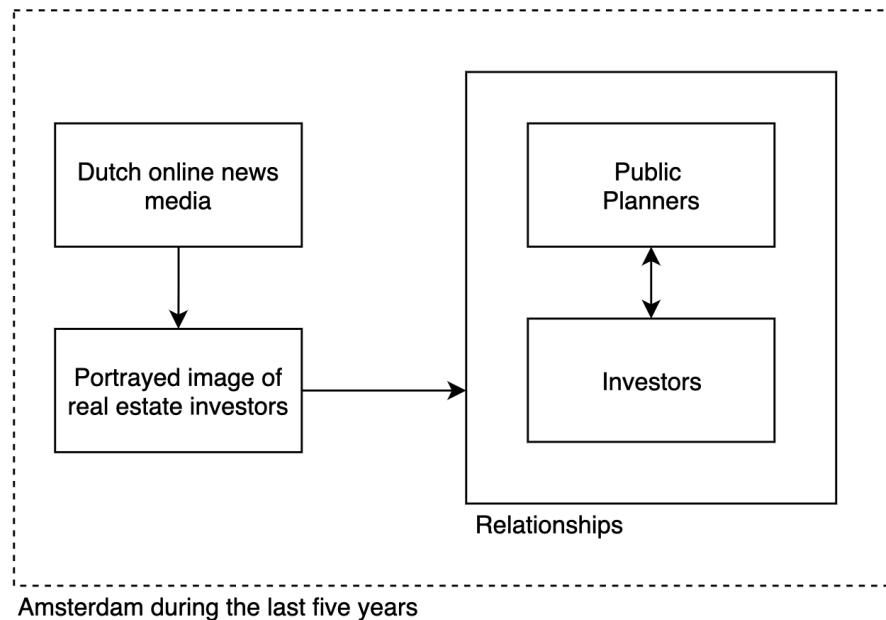 Dutch online news
media
Portrayed image of
real estate investors
Public
Planners
Investors
Relationships
Amsterdam during the last five years